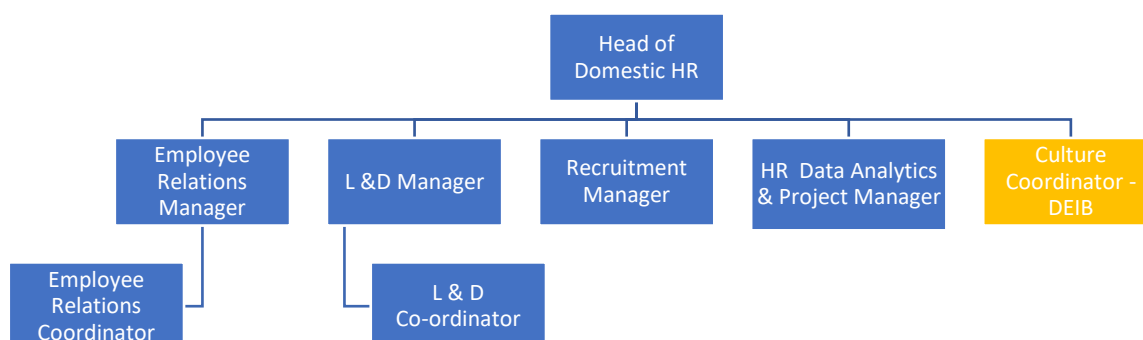 Head of
Domestic HR
Employee
Relations
Manager
L &D Manager
Recruitment
Manager
HR  Data Analytics
& Project Manager
Culture
Coordinator -
DEIB
Employee
Relations
Coordinator
L & D
Co-ordinator